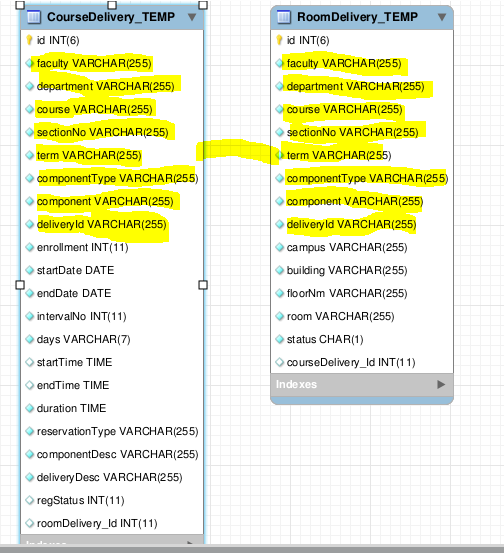 CourseDelivery_TEMP
id INT(6)
faculty VARCHAR(255)
department VARCHAR(255)
course VARCHAR(255)
sectionNo VARCHAR(255)
term VARCHAR(255)
componentType VARCHAR(255)
component VARCHAR(255)
deliveryId VARCHAR(255)
enrollment INT(11)
startDate DATE
endDate DATE
intervalNo INT(11)
days VARCHAR(7)
startTime TIME
endTime TIME
duration TIME
reservationType VARCHAR(255)
componentDesc VARCHAR(255)
deliveryDesc VARCHAR(255)
regStatus INT(11)
roomDelivery_Id INT(11)
Indexes
RoomDelivery_TEMP
id INT(6)
faculty VARCHAR(255)
department VARCHAR(255)
course VARCHAR(255)
sectionNo VARCHAR(255)
term VARCHAR(255)
componentType VARCHAR(255)
component VARCHAR(255)
deliveryId VARCHAR(255)
campus VARCHAR(255)
building VARCHAR(255)
floorNm VARCHAR(255)
room VARCHAR(255)
status CHAR(1)
courseDelivery_Id INT(11)
Indexes